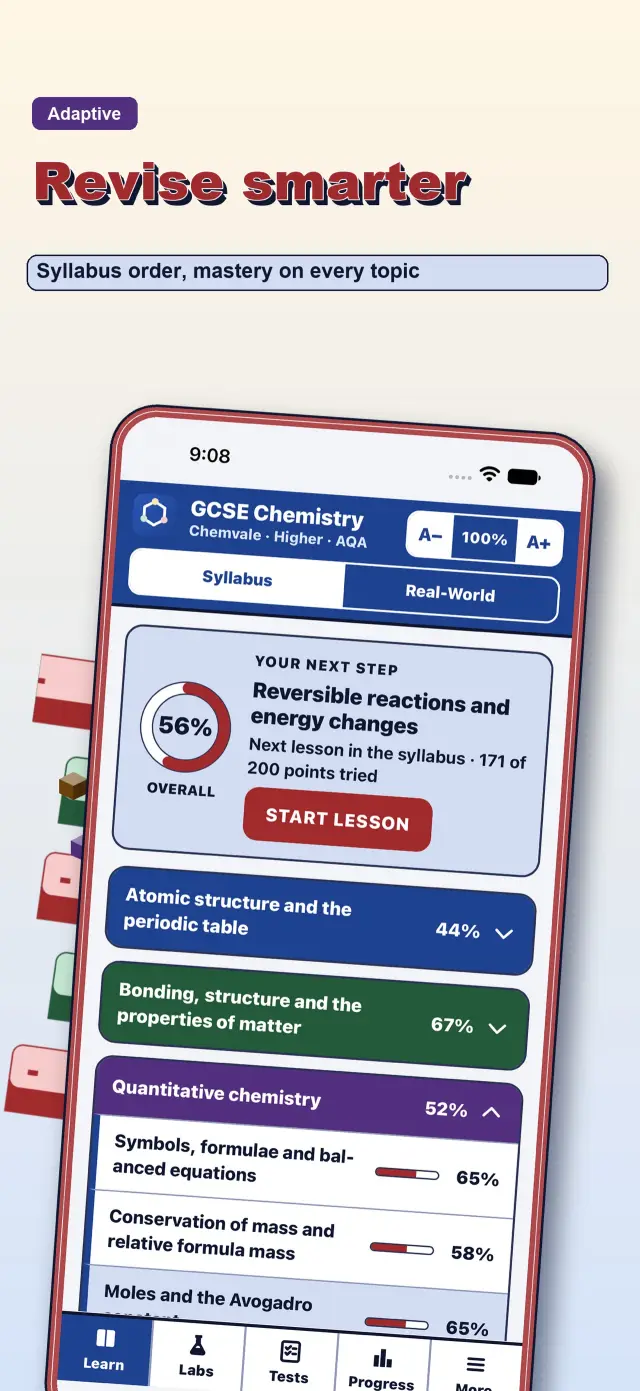 Adaptive
Revise smarter
Syllabus order, mastery on every topic
9:08
GCSE Chemistry
Chemvale · Higher · AQA
A−
100%
A+
Syllabus
Real-World
YOUR NEXT STEP
Reversible reactions and
energy changes
Next lesson in the syllabus · 171 of
200 points tried
56%
OVERALL
START LESSON
Atomic structure and the
periodic table
44%
Bonding, structure and the
properties of matter
67%
Quantitative chemistry
52%
Symbols, formulae and bal-
anced equations
65%
Conservation of mass and
relative formula mass
58%
Moles and the Avogadro
65%
Learn
Labs
Tests
Progress
More